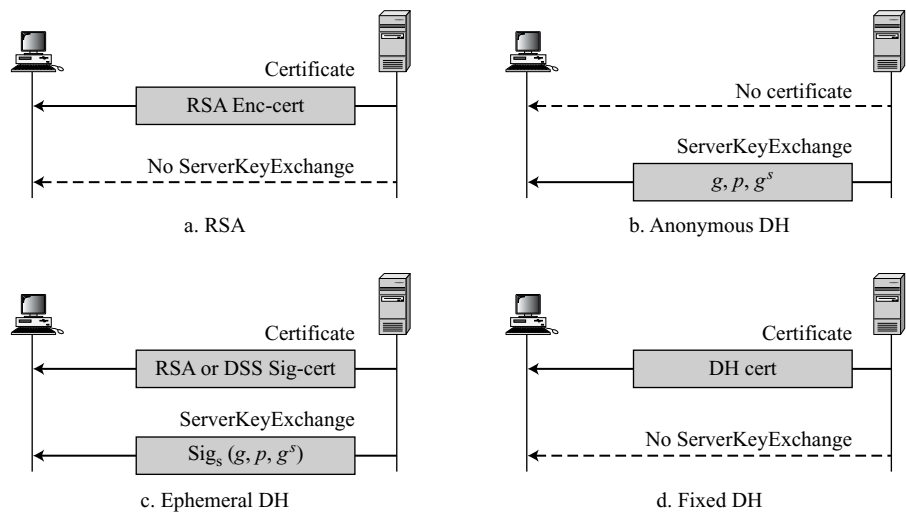 Certificate
RSA Enc-cert
No ServerKeyExchange
a. RSA
No certificate
ServerKeyExchange
g, p, g^s
b. Anonymous DH
Certificate
RSA or DSS Sig-cert
ServerKeyExchange
Sig_s (g, p, g^s)
c. Ephemeral DH
Certificate
DH cert
No ServerKeyExchange
d. Fixed DH